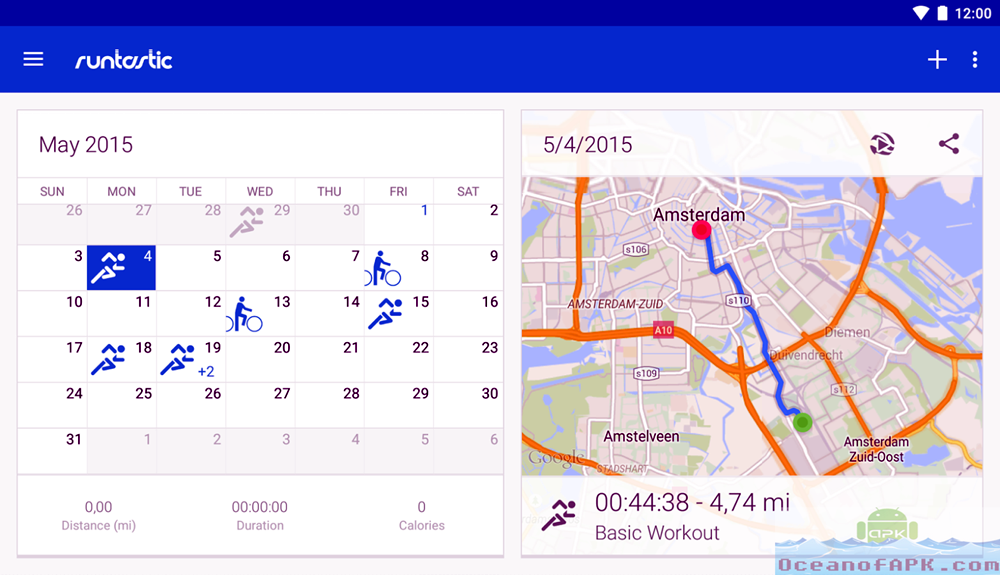 12:00
runtastic
May 2015
SUN MON TUE WED THU FRI SAT
26 27 28 29 30 1 2
3 4 5 6 7 8 9
10 11 12 13 14 15 16
17 18 19 20 21 22 23
+2
24 25 26 27 28 29 30
31 1 2 3 4 5 6
0,00 00:00:00 0
Distance (mi) Duration Calories
5/4/2015
Amsterdam
s106
s110
AMSTERDAM-ZUID
A10
Diemen
Duivendrecht
s109
s112
Amstelveen
Amsterdam
Zuid-Oost
Google
STADSHART
00:44:38 - 4,74 mi
Basic Workout
APK
OceanofAPK.com